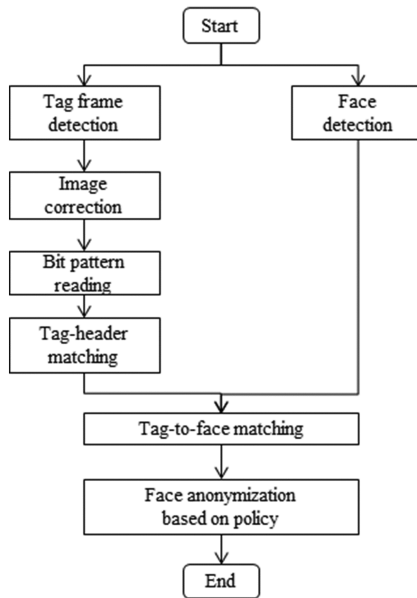 Start
Tag frame
detection
Face
detection
Image
correction
Bit pattern
reading
Tag-header
matching
Tag-to-face matching
Face anonymization
based on policy
End